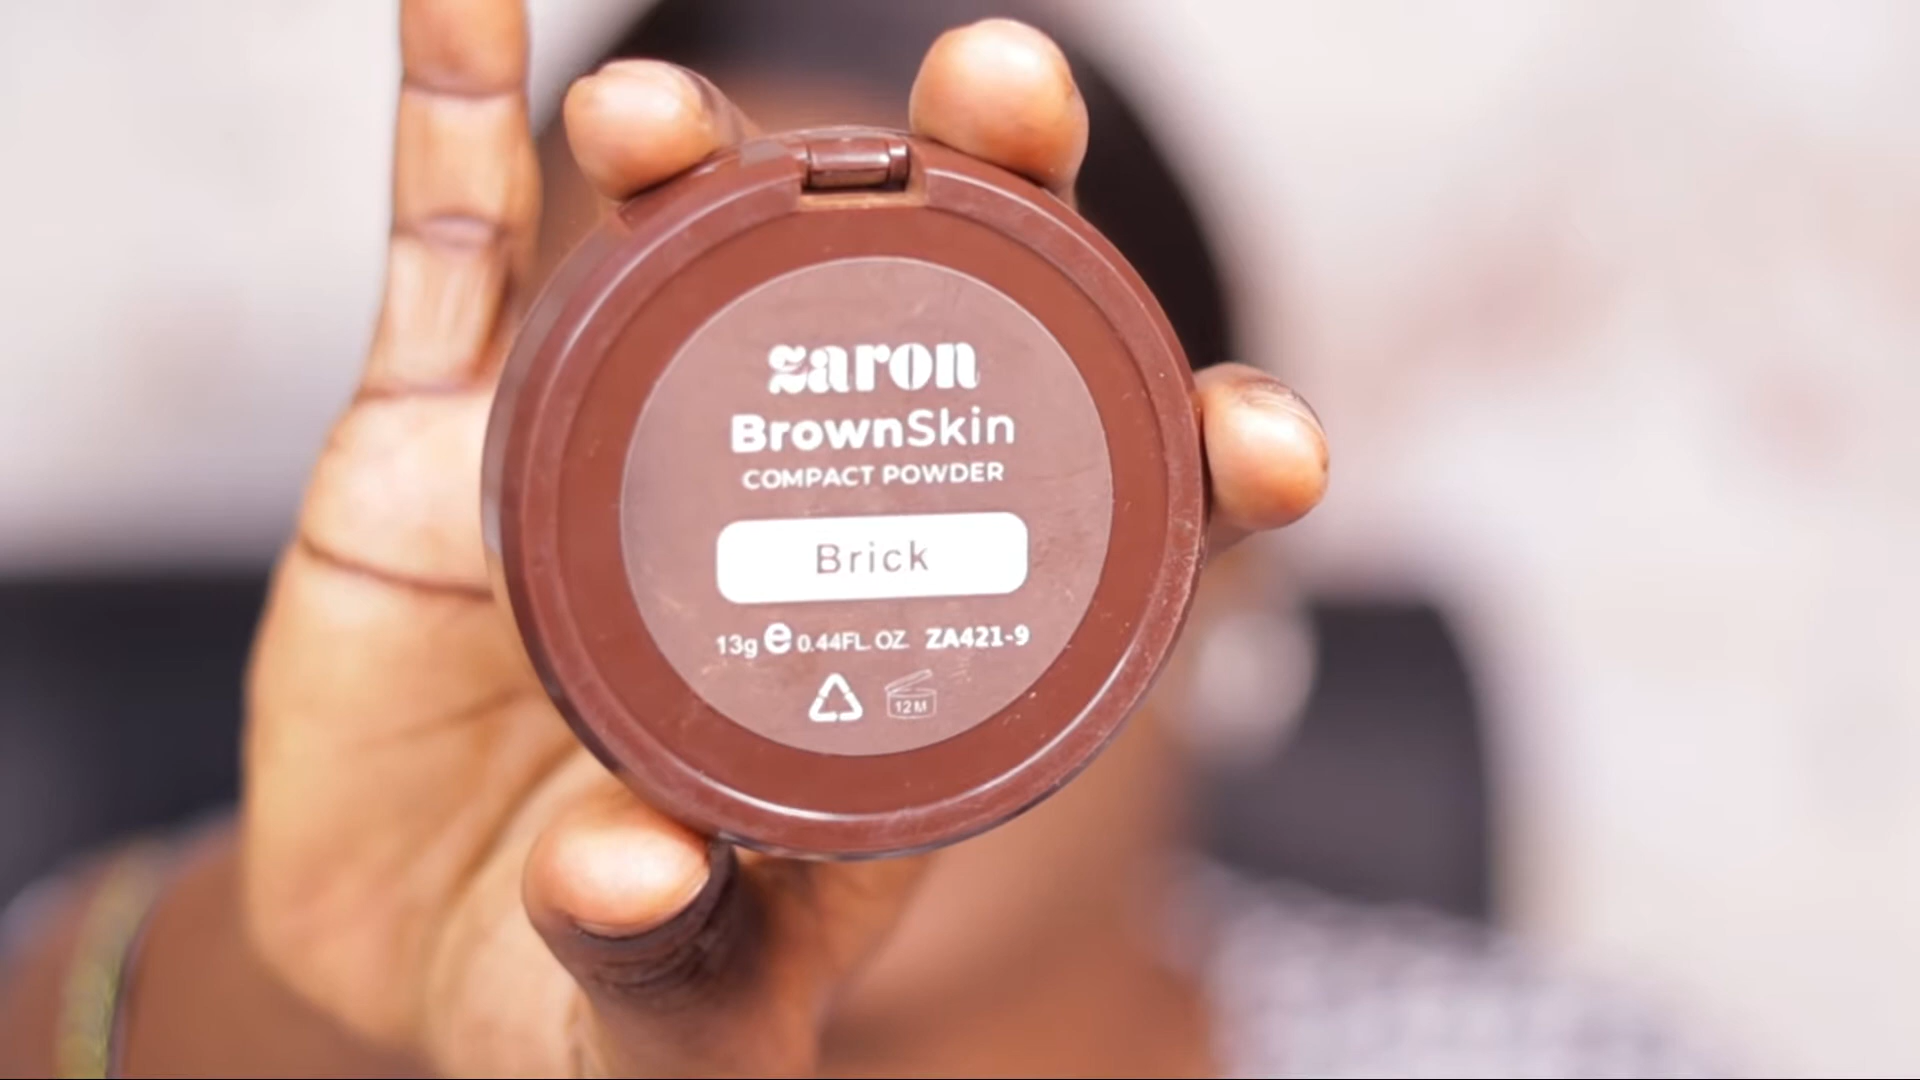 zaron
BrownSkin
COMPACT POWDER
Brick
13g e 0.44FL. OZ. ZA421-9
12M